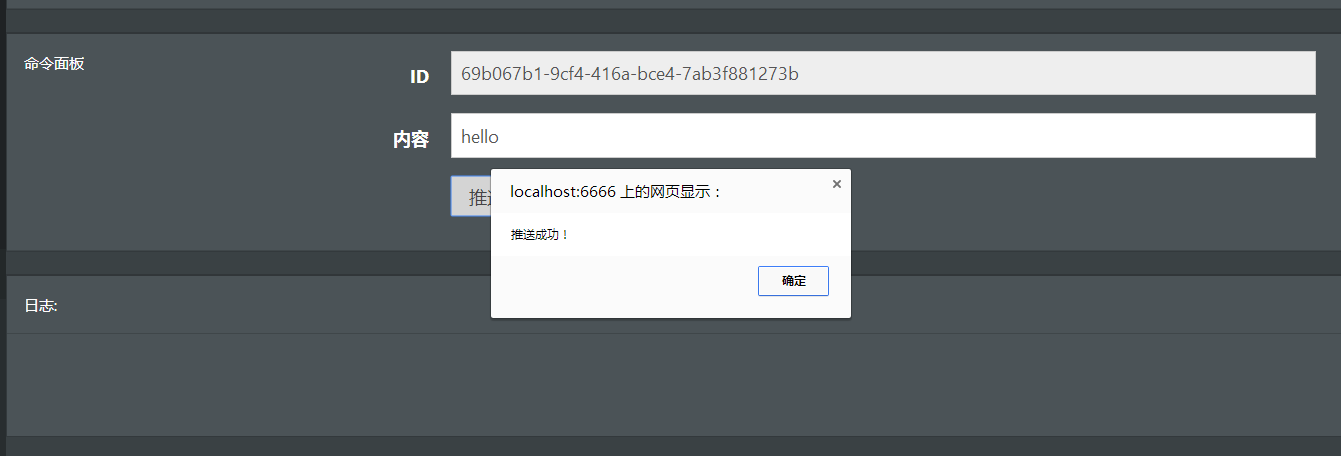 命令面板
ID
69b067b1-9cf4-416a-bce4-7ab3f881273b
内容
hello
推
localhost:6666 上的网页显示：
推送成功！
确定
日志: